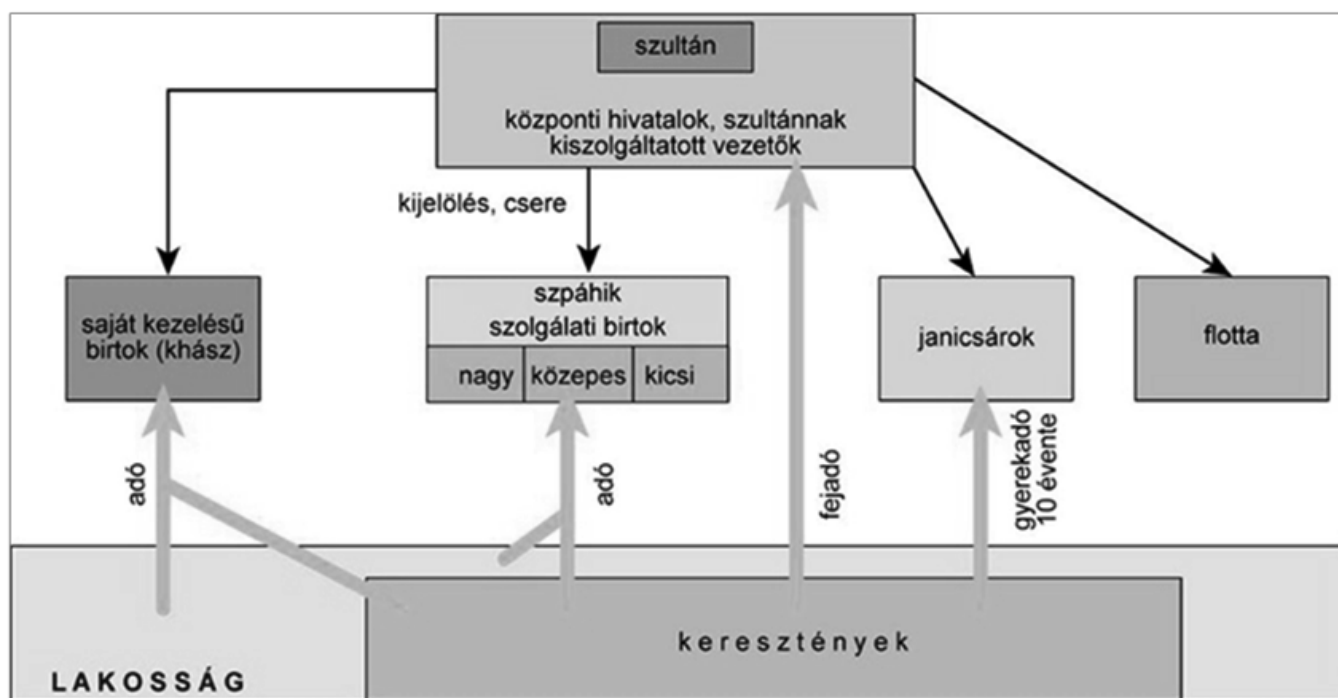 szultán
központi hivatalok, szultánnak
kiszolgáltatott vezetők
kijelölés, csere
saját kezelésű
birtok (khász)
szpáhik
szolgálati birtok
nagy
közepes
kicsi
janicsárok
flotta
adó
adó
fejadó
gyerekadó
10 évente
keresztények
LAKOSSÁG